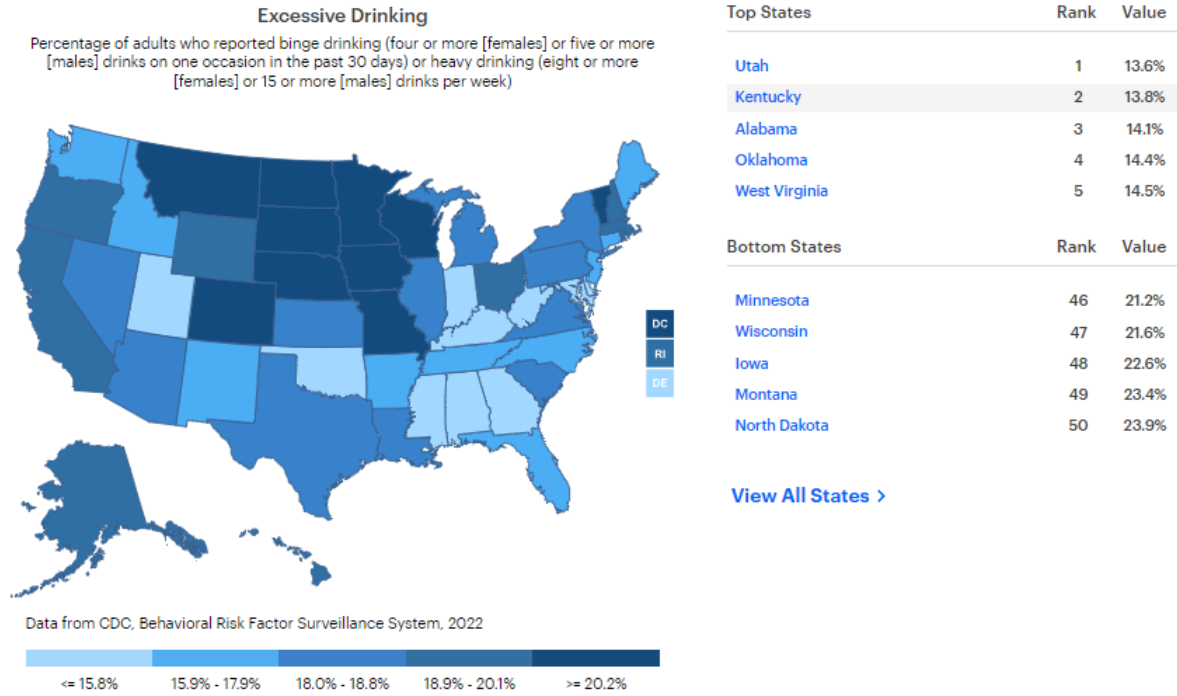 Excessive Drinking
Percentage of adults who reported binge drinking (four or more [females] or five or more
[males] drinks on one occasion in the past 30 days) or heavy drinking (eight or more
[females] or 15 or more [males] drinks per week)
DC
RI
DE
Data from CDC, Behavioral Risk Factor Surveillance System, 2022
<= 15.8% 15.9% - 17.9% 18.0% - 18.8% 18.9% - 20.1% >= 20.2%
Top States Rank Value
Utah 1 13.6%
Kentucky 2 13.8%
Alabama 3 14.1%
Oklahoma 4 14.4%
West Virginia 5 14.5%
Bottom States Rank Value
Minnesota 46 21.2%
Wisconsin 47 21.6%
Iowa 48 22.6%
Montana 49 23.4%
North Dakota 50 23.9%
View All States >